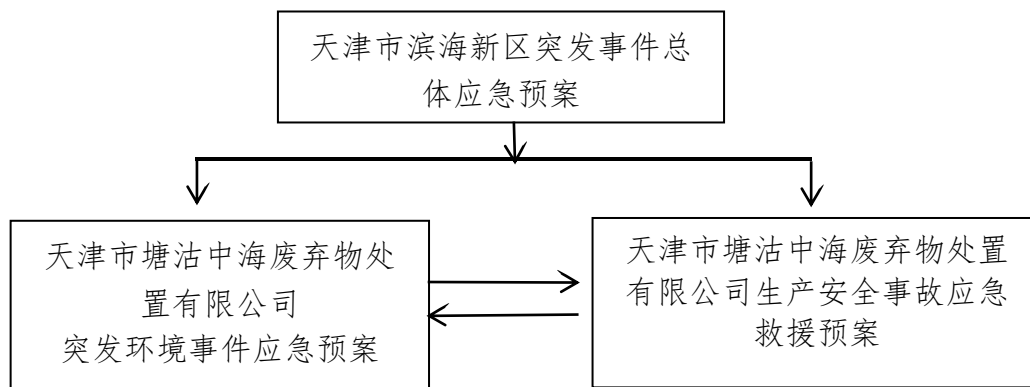 天津市滨海新区突发事件总
体应急预案
天津市塘沽中海废弃物处
置有限公司
突发环境事件应急预案
天津市塘沽中海废弃物处置
有限公司生产安全事故应急
救援预案